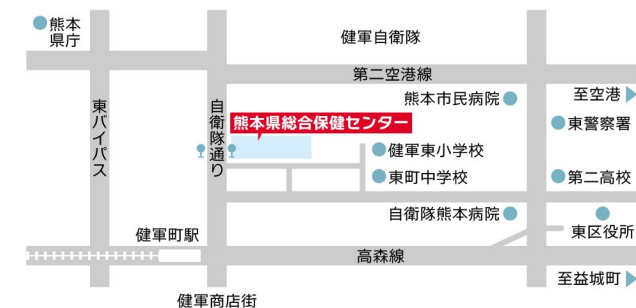 熊本
県庁
健軍自衛隊
第二空港線
熊本市民病院
至空港
東バイパス
自衛隊通り
熊本県総合保健センター
東警察署
健軍東小学校
東町中学校
第二高校
自衛隊熊本病院
東区役所
健軍町駅
高森線
至益城町
健軍商店街